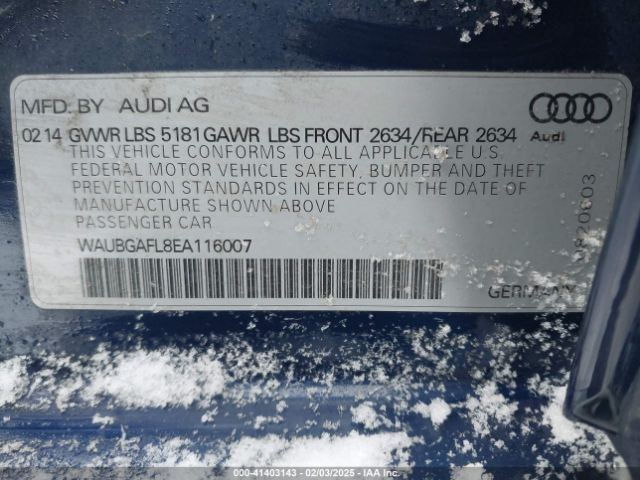 MFD. BY AUDI AG
0214 GVWR LBS 5181 GAWR LBS FRONT 2634/REAR 2634 Audi
THIS VEHICLE CONFORMS TO ALL APPLICABLE U.S
FEDERAL MOTOR VEHICLE SAFETY, BUMPER AND THEFT
PREVENTION STANDARDS IN EFFECT ON THE DATE OF
MANUFACTURE SHOWN ABOVE
PASSENGER CAR
WAUBGAFL8EA116007
GERMANY
000-41403143 - 02/03/2025 - IAA Inc.